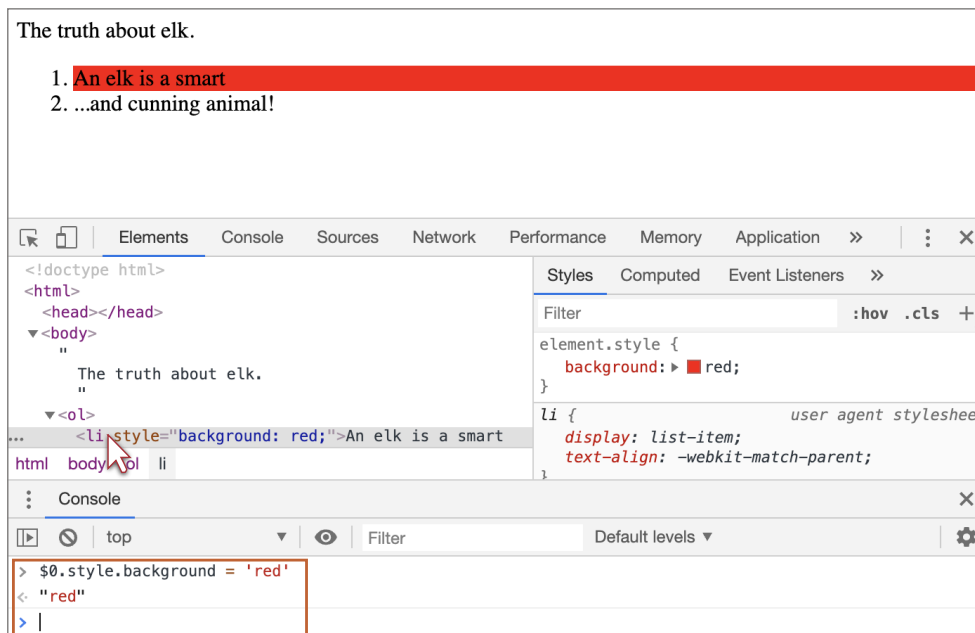 The truth about elk.
1. An elk is a smart
2. ...and cunning animal!
Elements Console Sources Network Performance Memory Application »
<!doctype html>
<html>
<head></head>
▼<body>
"
The truth about elk.
"
▼<ol>
… <li style="background: red;">An elk is a smart
html body ol li
Styles Computed Event Listeners »
Filter :hov .cls +
element.style {
background:▶ red;
}
li { user agent styleshee
display: list-item;
text-align: -webkit-match-parent;
}
Console
top ▼ Filter Default levels ▼
> $0.style.background = 'red'
<· "red"
>